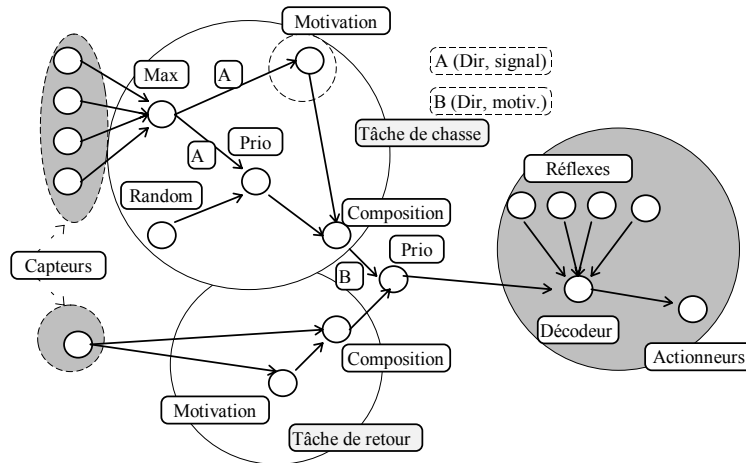 Motivation
A (Dir, signal)
Max
A
B (Dir, motiv.)
A
Prio
Tâche de chasse
Réflexes
Random
Composition
Prio
Capteurs
B
Décodeur
Composition
Actionneurs
Motivation
Tâche de retour